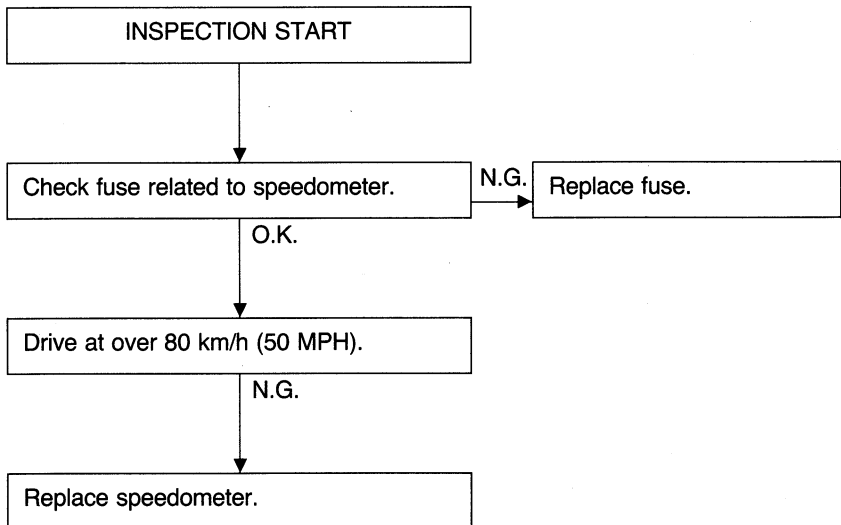 INSPECTION START
Check fuse related to speedometer.
N.G.
Replace fuse.
O.K.
Drive at over 80 km/h (50 MPH).
N.G.
Replace speedometer.